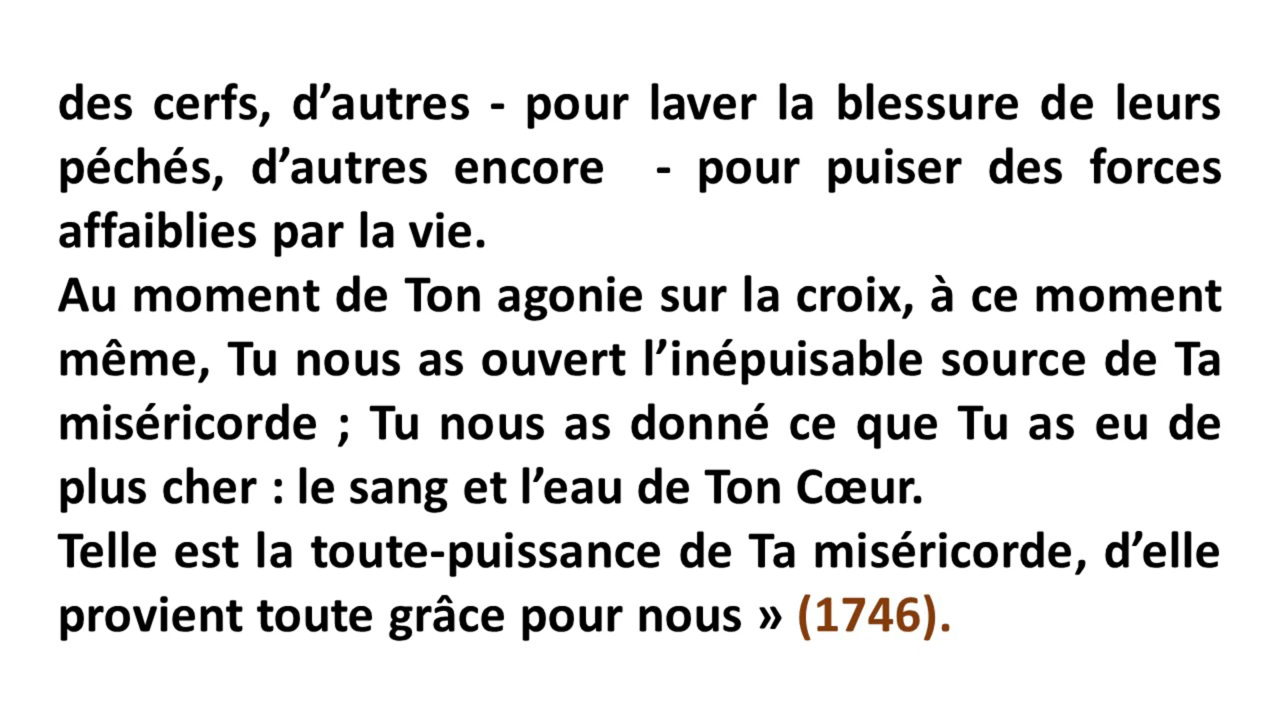 des cerfs, d’autres - pour laver la blessure de leurs
péchés, d’autres encore  - pour puiser des forces
affaiblies par la vie.
Au moment de Ton agonie sur la croix, à ce moment
même, Tu nous as ouvert l’inépuisable source de Ta
miséricorde ; Tu nous as donné ce que Tu as eu de
plus cher : le sang et l’eau de Ton Cœur.
Telle est la toute-puissance de Ta miséricorde, d’elle
provient toute grâce pour nous » (1746).